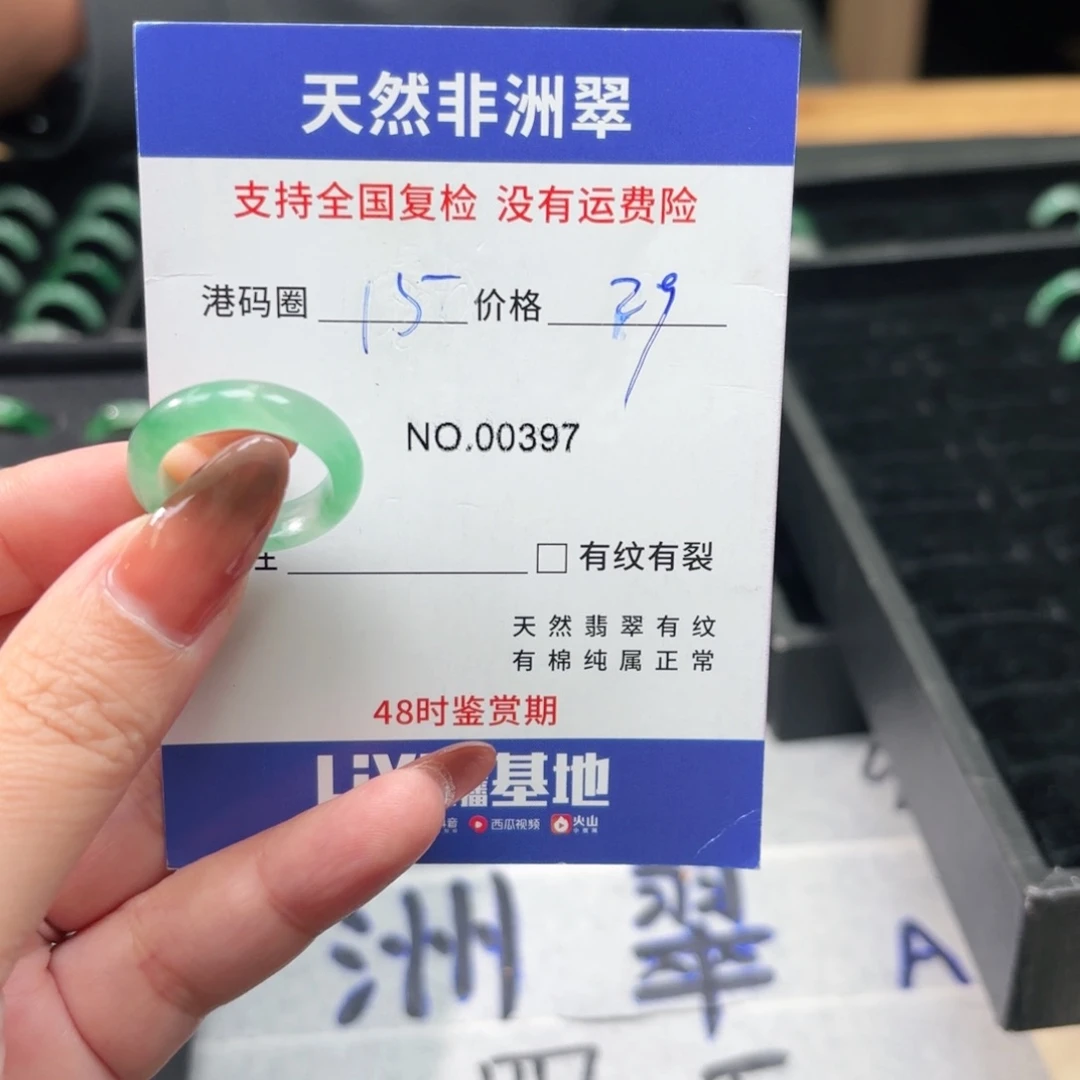 天然非洲翠
支持全国复检 没有运费险
港码圈 15 价格 29
NO.00397
有纹有裂
天然翡翠有纹
有棉纯属正常
48时鉴赏期
基地
西瓜视频 火山
洲翠 A